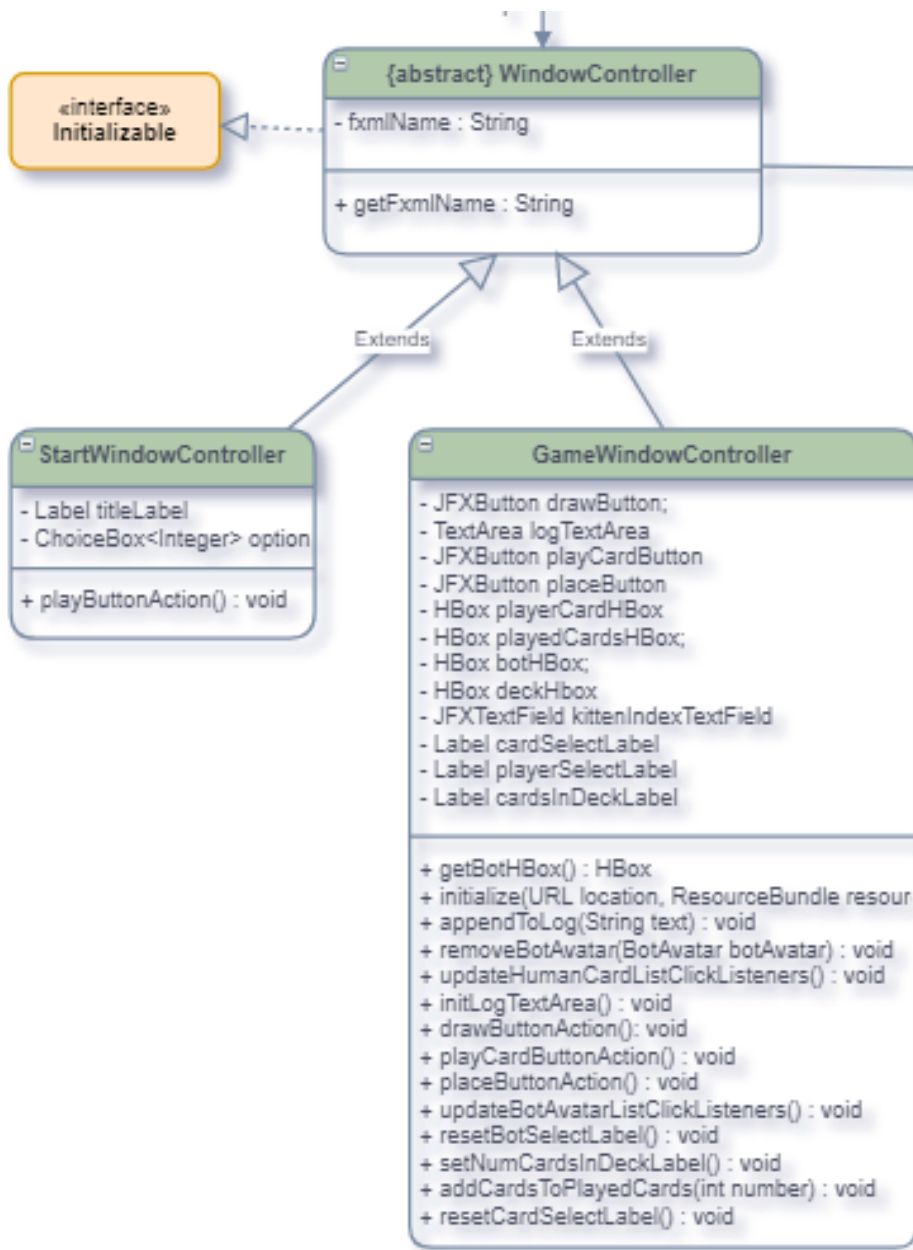 {abstract} WindowController
«interface»
Initializable
- fxmlName : String
+ getFxmlName : String
Extends
Extends
StartWindowController
- Label titleLabel
- ChoiceBox<Integer> option
+ playButtonAction() : void
GameWindowController
- JFXButton drawButton;
- TextArea logTextArea
- JFXButton playCardButton
- JFXButton placeButton
- HBox playerCardHBox
- HBox playedCardsHBox;
- HBox botHBox;
- HBox deckHbox
- JFXTextField kittenIndexTextField
- Label cardSelectLabel
- Label playerSelectLabel
- Label cardsInDeckLabel
+ getBotHBox() : HBox
+ initialize(URL location, ResourceBundle resour
+ appendToLog(String text) : void
+ removeBotAvatar(BotAvatar botAvatar) : void
+ updateHumanCardListClickListeners() : void
+ initLogTextArea() : void
+ drawButtonAction(): void
+ playCardButtonAction() : void
+ placeButtonAction() : void
+ updateBotAvatarListClickListeners() : void
+ resetBotSelectLabel() : void
+ setNumCardsInDeckLabel() : void
+ addCardsToPlayedCards(int number) : void
+ resetCardSelectLabel() : void